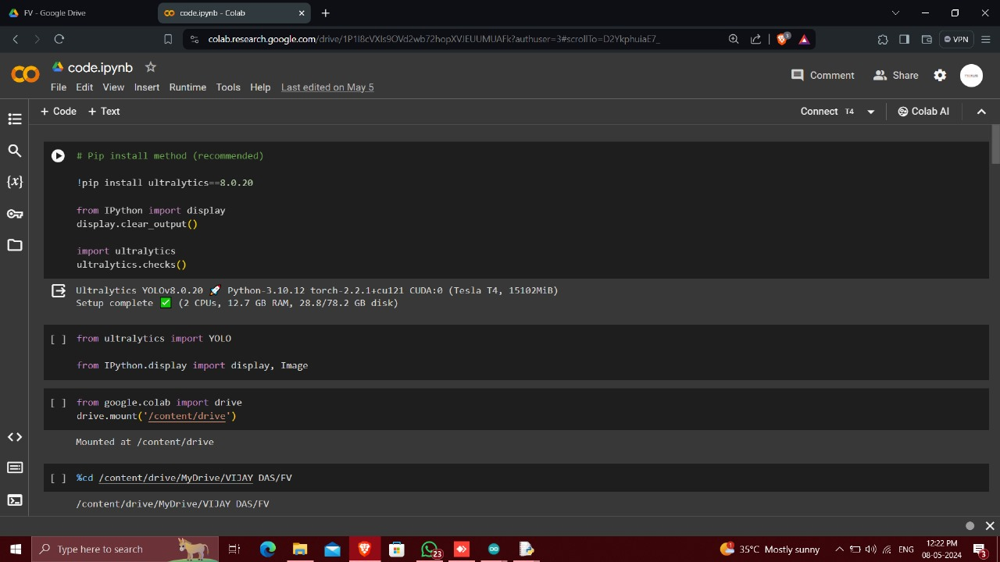 FV - Google Drive
code.ipynb - Colab
colab.research.google.com/drive/1P1I8cVXIs9OVd2wb72hopXVJEUUMUAFk?authuser=3#scrollTo=D2YkphuiaE7_
3
VPN
code.ipynb
File Edit View Insert Runtime Tools Help Last edited on May 5
Comment
Share
+ Code + Text
Connect T4
Colab AI
{x}
# Pip install method (recommended)
!pip install ultralytics==8.0.20
from IPython import display
display.clear_output()
import ultralytics
ultralytics.checks()
Ultralytics YOLOv8.0.20 🚀 Python-3.10.12 torch-2.2.1+cu121 CUDA:0 (Tesla T4, 15102MiB)
Setup complete ✅ (2 CPUs, 12.7 GB RAM, 28.8/78.2 GB disk)
[ ] from ultralytics import YOLO
from IPython.display import display, Image
[ ] from google.colab import drive
drive.mount('/content/drive')
Mounted at /content/drive
[ ] %cd /content/drive/MyDrive/VIJAY DAS/FV
/content/drive/MyDrive/VIJAY DAS/FV
Type here to search
23
1
35°C Mostly sunny
ENG
12:22 PM
08-05-2024
3